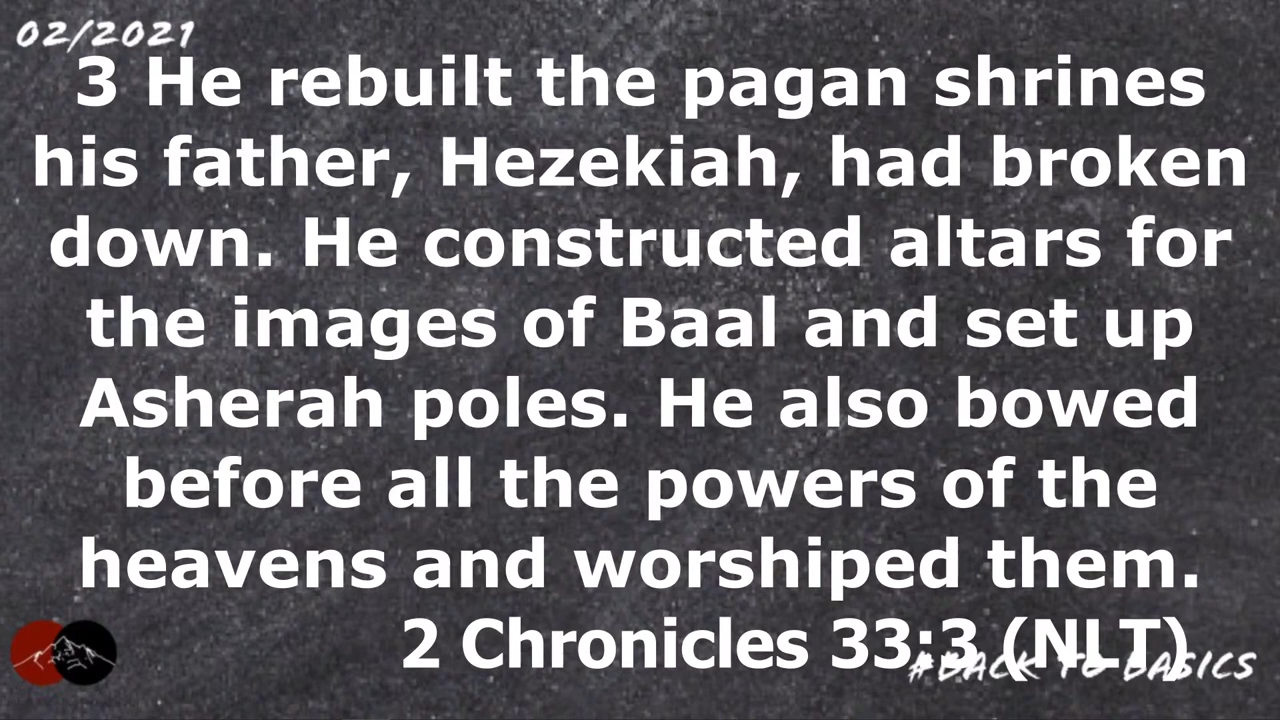 02/2021
3 He rebuilt the pagan shrines
his father, Hezekiah, had broken
down. He constructed altars for
the images of Baal and set up
Asherah poles. He also bowed
before all the powers of the
heavens and worshiped them.
2 Chronicles 33:3 (NLT)
#BACK TO BASICS